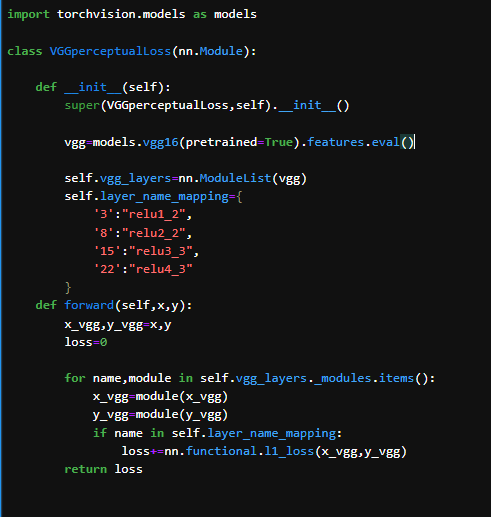 import torchvision.models as models
class VGGperceptualLoss(nn.Module):
def __init__(self):
super(VGGperceptualLoss,self).__init__()
vgg=models.vgg16(pretrained=True).features.eval()
self.vgg_layers=nn.ModuleList(vgg)
self.layer_name_mapping={
'3':"relu1_2",
'8':"relu2_2",
'15':"relu3_3",
'22':"relu4_3"
}
def forward(self,x,y):
x_vgg,y_vgg=x,y
loss=0
for name,module in self.vgg_layers._modules.items():
x_vgg=module(x_vgg)
y_vgg=module(y_vgg)
if name in self.layer_name_mapping:
loss+=nn.functional.l1_loss(x_vgg,y_vgg)
return loss